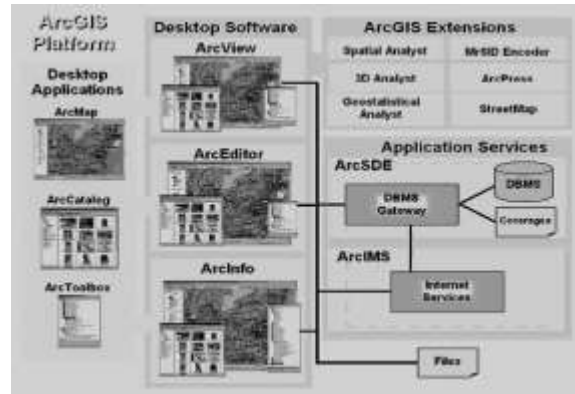 ArcGIS
Platform
Desktop
Applications
ArcMap
ArcCatalog
ArcToolbox
Desktop Software
ArcView
ArcEditor
ArcInfo
ArcGIS Extensions
Spatial Analyst
MrSID Encoder
3D Analyst
ArcPress
Geostatistical
Analyst
StreetMap
Application Services
ArcSDE
DBMS
Gateway
DBMS
Coverages
ArcIMS
Internet
Services
Files